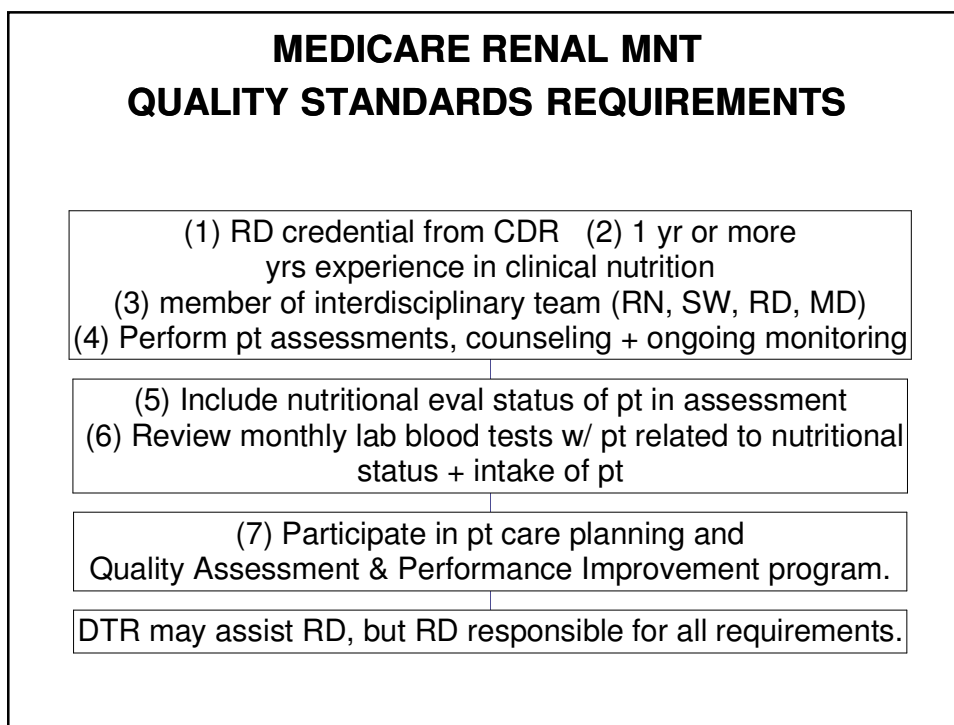 MEDICARE RENAL MNT
QUALITY STANDARDS REQUIREMENTS
(1) RD credential from CDR (2) 1 yr or more
yrs experience in clinical nutrition
(3) member of interdisciplinary team (RN, SW, RD, MD)
(4) Perform pt assessments, counseling + ongoing monitoring
(5) Include nutritional eval status of pt in assessment
(6) Review monthly lab blood tests w/ pt related to nutritional
status + intake of pt
(7) Participate in pt care planning and
Quality Assessment & Performance Improvement program.
DTR may assist RD, but RD responsible for all requirements.